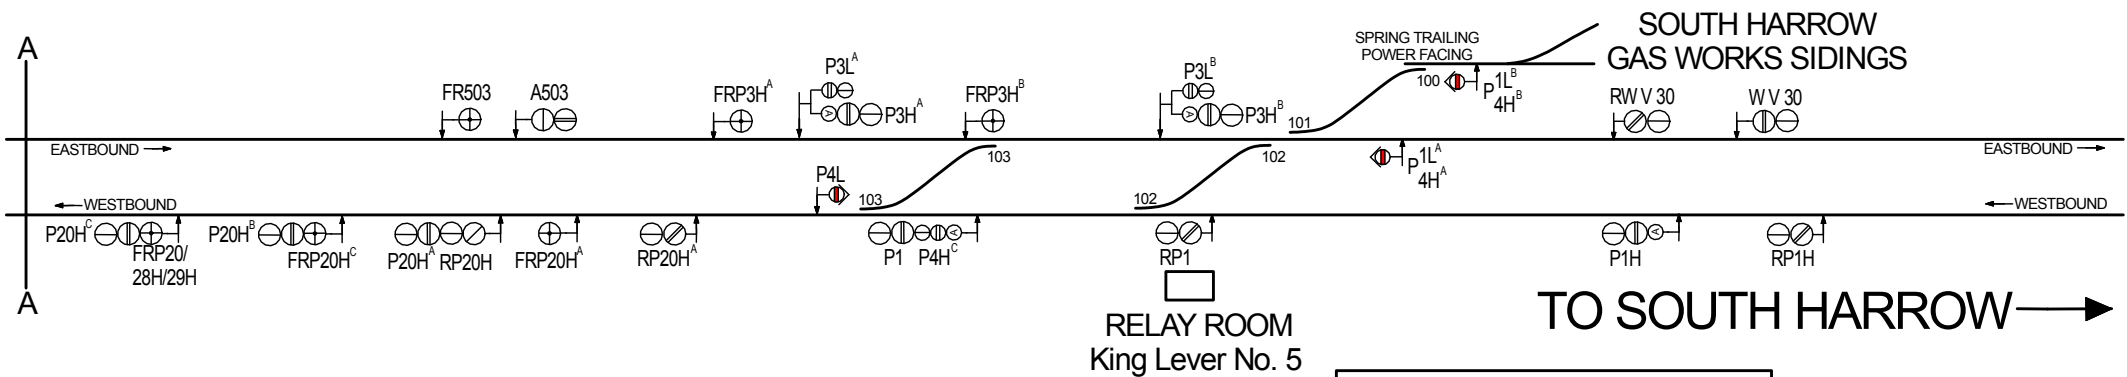 SOUTH HARROW
GAS WORKS SIDINGS
SPRING TRAILING
POWER FACING
A
FR503
A503
FRP3H^A
P3L^A
A
P3H^A
FRP3H^B
P3L^B
A
P3H^B
100
P 1L^B
4H^B
RW V 30
W V 30
101
EASTBOUND
103
102
P 1L^A
4H^A
EASTBOUND
P4L
103
102
WESTBOUND
WESTBOUND
P20H^C
FRP20/
28H/29H
P20H^B
FRP20H^C
P20H^A
RP20H
FRP20H^A
RP20H^A
P1
P4H^C
A
RP1
P1H
A
RP1H
A
RELAY ROOM
King Lever No. 5
TO SOUTH HARROW